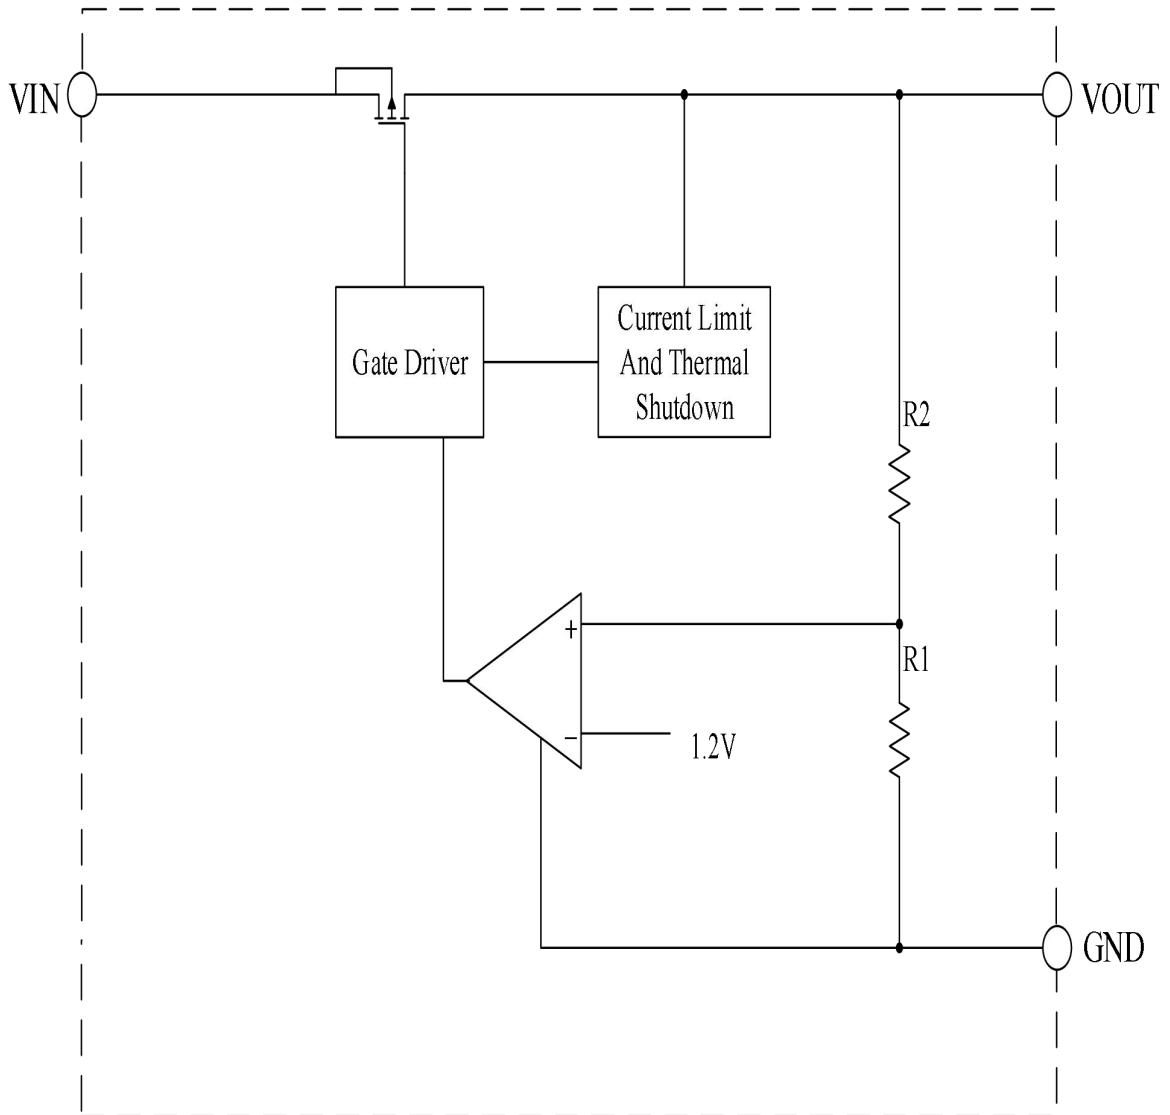 VIN
VOUT
Gate Driver
Current Limit
And Thermal
Shutdown
R2
+
R1
−
1.2V
GND